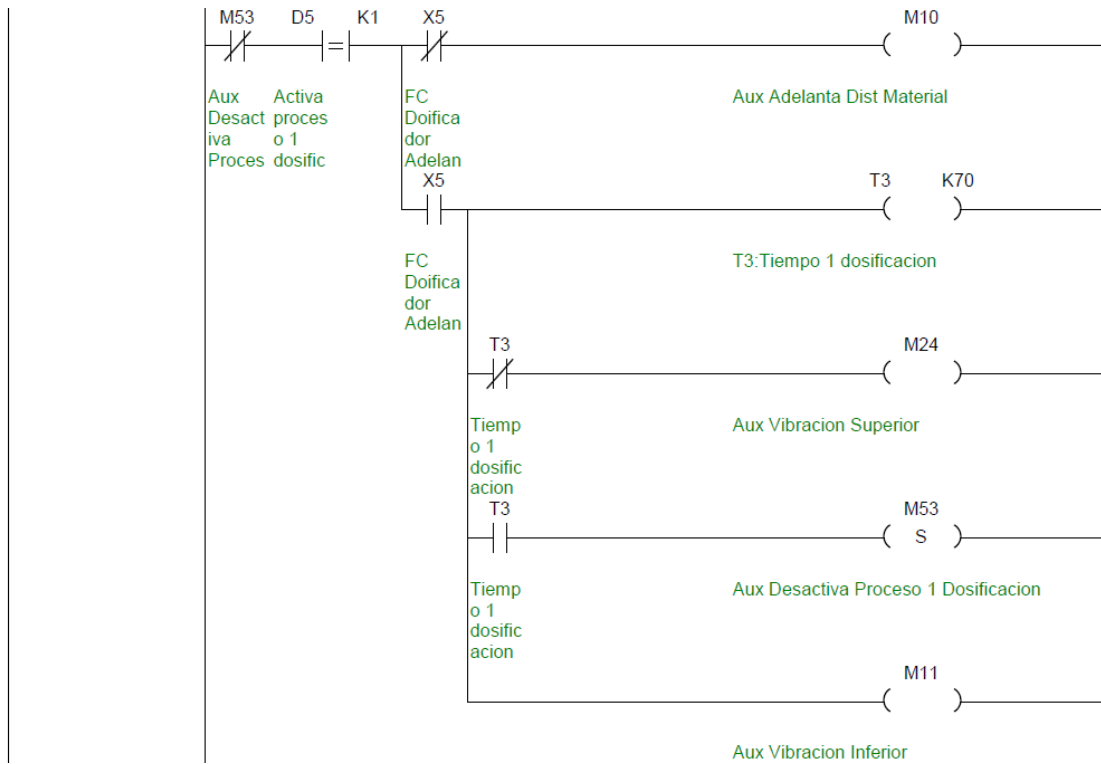 M53 D5 K1 X5 M10
=
Aux Activa FC Aux Adelanta Dist Material
Desact proces Doifica
iva o 1 dor
Proces dosific Adelan
X5 T3 K70
FC T3:Tiempo 1 dosificacion
Doifica
dor
Adelan
T3 M24
Tiemp Aux Vibracion Superior
o 1
dosific
acion
T3 M53
S
Tiemp Aux Desactiva Proceso 1 Dosificacion
o 1
dosific
acion
M11
Aux Vibracion Inferior